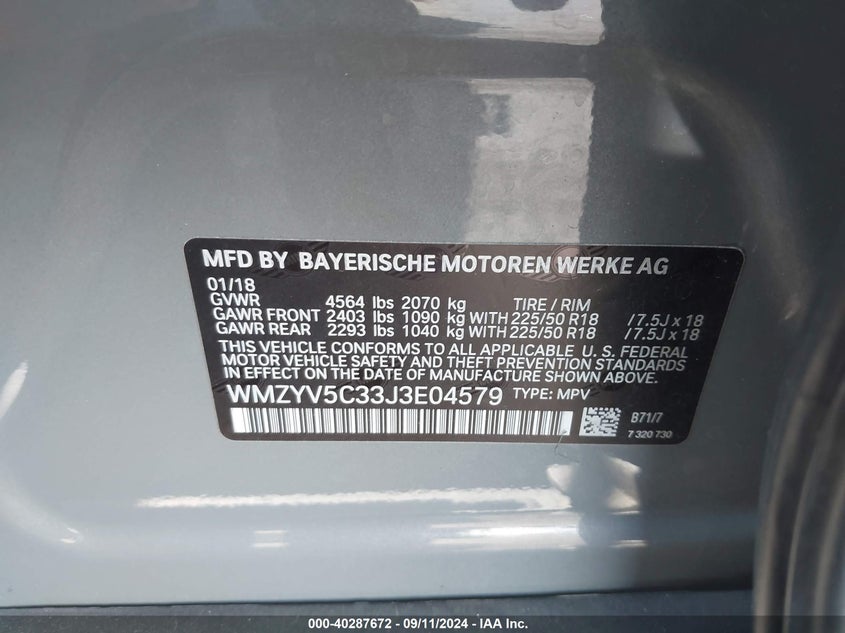 MFD BY BAYERISCHE MOTOREN WERKE AG
01/18
GVWR 4564 lbs 2070 kg TIRE / RIM
GAWR FRONT 2403 lbs 1090 kg WITH 225/50 R18 /7.5J x 18
GAWR REAR 2293 lbs 1040 kg WITH 225/50 R18 /7.5J x 18
THIS VEHICLE CONFORMS TO ALL APPLICABLE U. S. FEDERAL
MOTOR VEHICLE SAFETY AND THEFT PREVENTION STANDARDS
IN EFFECT ON THE DATE OF MANUFACTURE SHOWN ABOVE.
WMZYV5C33J3E04579 TYPE: MPV
B71/7
7 320 730
000-40287672 - 09/11/2024 - IAA Inc.